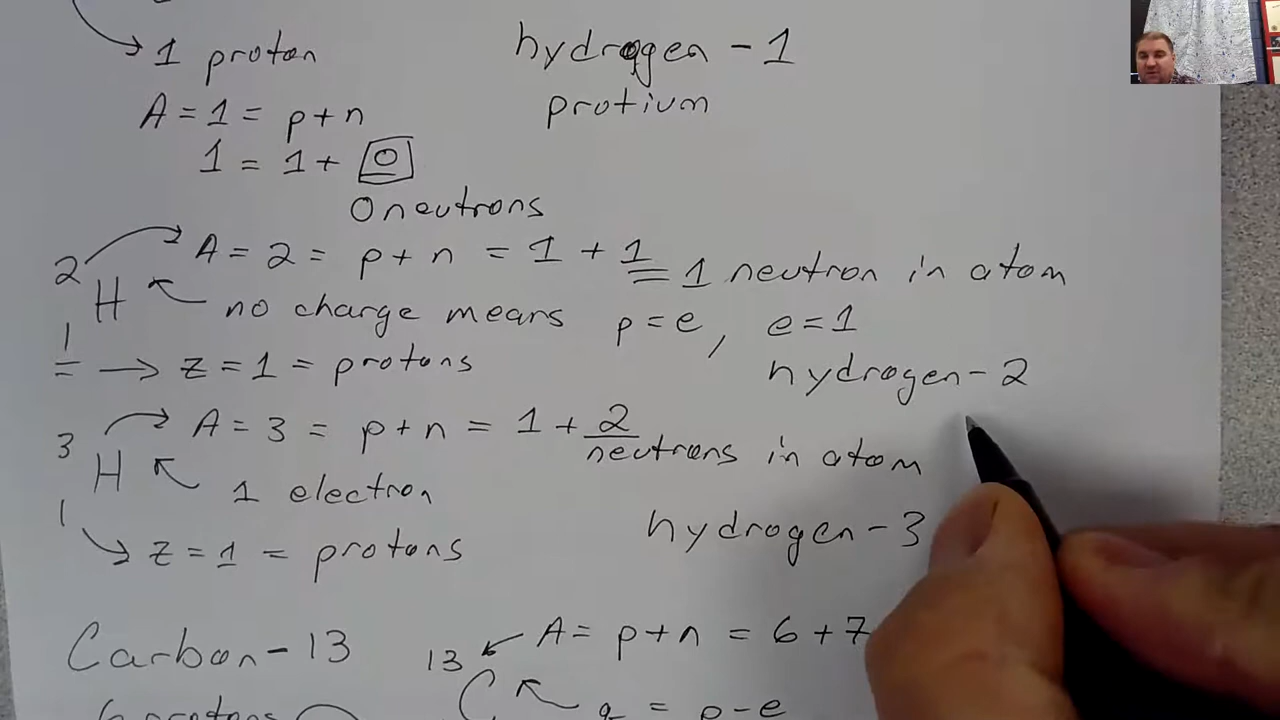 1 proton
hydrogen - 1
A = 1 = p+n
protium
1 = 1 + 0
0 neutrons
2
A = 2 = p+n = 1 + 1 = 1 neutron in atom
H
no charge means p = e, e = 1
1
→ z = 1 = protons
hydrogen - 2
3
A = 3 = p+n = 1 + 2
neutrons in atom
H
1 electron
1
z = 1 = protons
hydrogen - 3
Carbon - 13
13
A = p+n = 6+7
C
q = p-e
6 protons